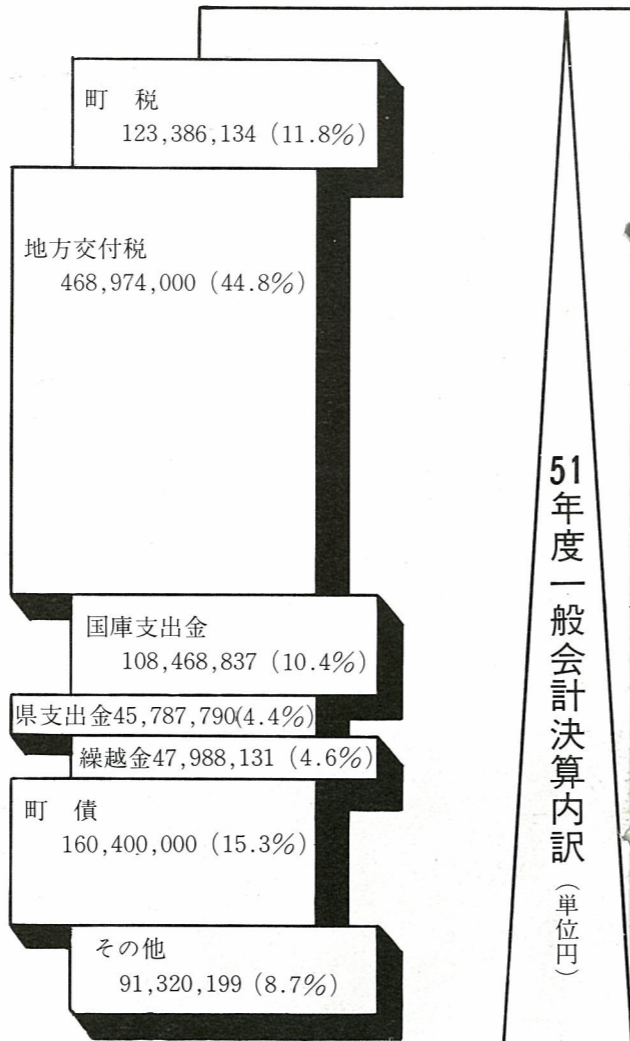 町 税
123,386,134 (11.8%)
地方交付税
468,974,000 (44.8%)
国庫支出金
108,468,837 (10.4%)
県支出金45,787,790(4.4%)
繰越金47,988,131 (4.6%)
町 債
160,400,000 (15.3%)
その他
91,320,199 (8.7%)
51年度一般会計決算内訳(単位円)